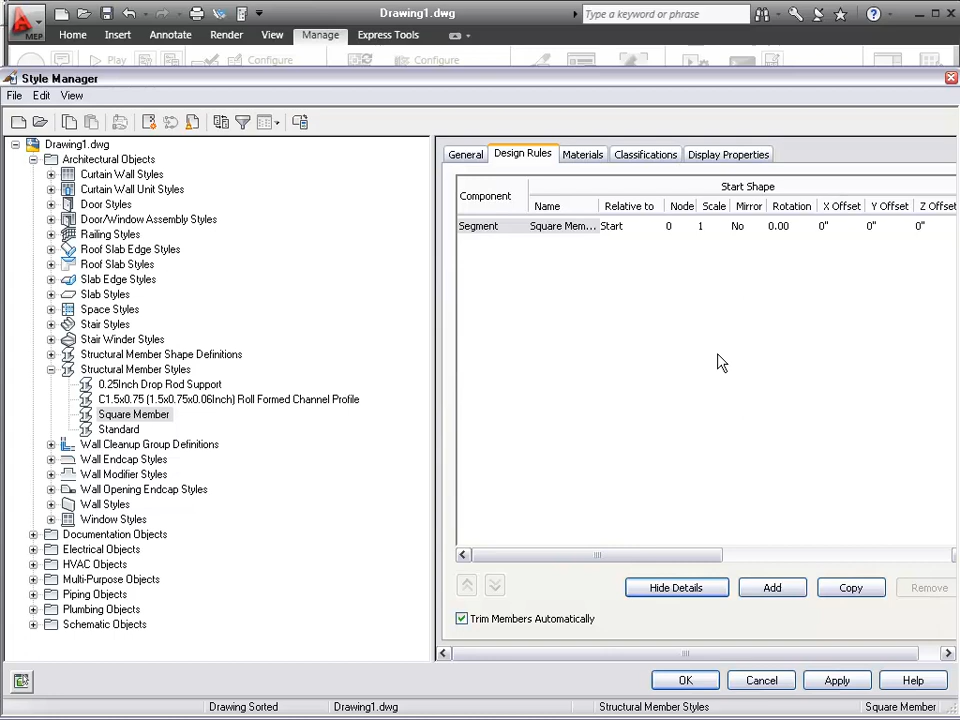 Drawing1.dwg
Type a keyword or phrase
MEP
Home Insert Annotate Render View Manage Express Tools
Play Configure Configure
Style Manager
File Edit View
Drawing1.dwg
Architectural Objects
Curtain Wall Styles
Curtain Wall Unit Styles
Door Styles
Door/Window Assembly Styles
Railing Styles
Roof Slab Edge Styles
Roof Slab Styles
Slab Edge Styles
Slab Styles
Space Styles
Stair Styles
Stair Winder Styles
Structural Member Shape Definitions
Structural Member Styles
0.25Inch Drop Rod Support
C1.5x0.75 (1.5x0.75x0.06Inch) Roll Formed Channel Profile
Square Member
Standard
Wall Cleanup Group Definitions
Wall Endcap Styles
Wall Modifier Styles
Wall Opening Endcap Styles
Wall Styles
Window Styles
Documentation Objects
Electrical Objects
HVAC Objects
Multi-Purpose Objects
Piping Objects
Plumbing Objects
Schematic Objects
General Design Rules Materials Classifications Display Properties
Start Shape
Component
Name Relative to Node Scale Mirror Rotation X Offset Y Offset Z Offset
Segment Square Mem... Start 0 1 No 0.00 0" 0" 0"
Hide Details Add Copy Remove
Trim Members Automatically
OK Cancel Apply Help
Drawing Sorted Drawing1.dwg Structural Member Styles Square Member